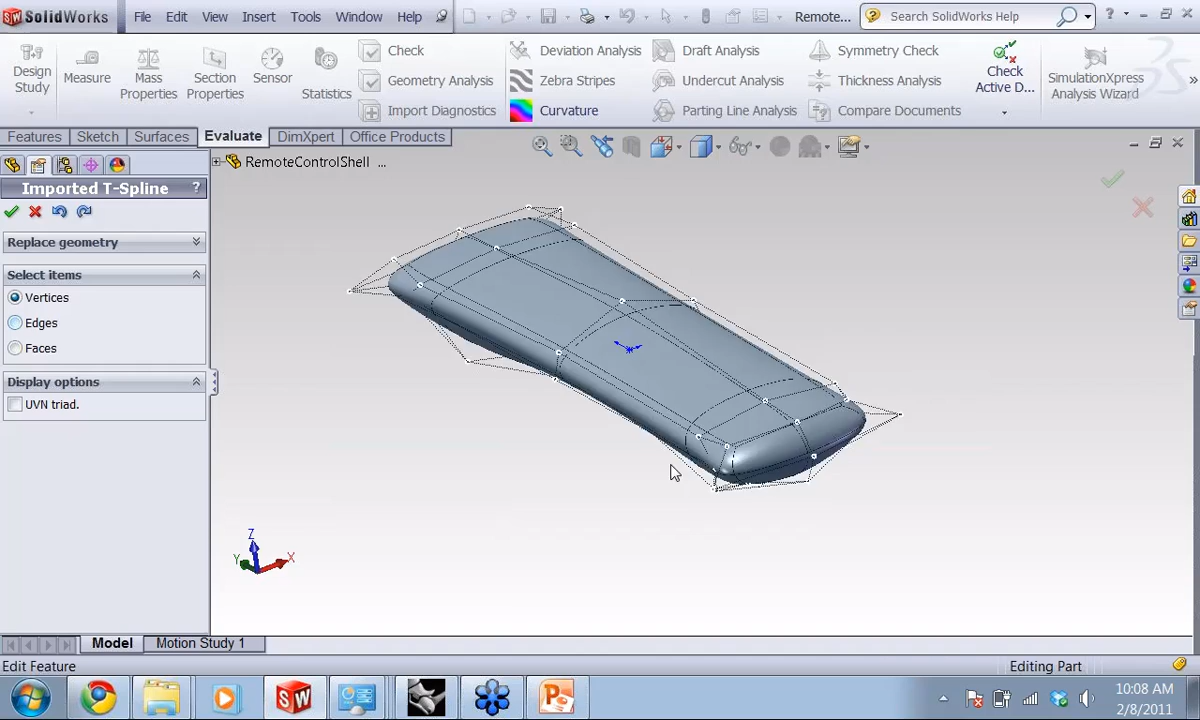 SolidWorks File Edit View Insert Tools Window Help Remote... Search SolidWorks Help
Design Study
Measure
Mass Properties
Section Properties
Sensor
Statistics
Check
Geometry Analysis
Import Diagnostics
Deviation Analysis
Zebra Stripes
Curvature
Draft Analysis
Undercut Analysis
Parting Line Analysis
Symmetry Check
Thickness Analysis
Compare Documents
Check Active D...
SimulationXpress Analysis Wizard
Features Sketch Surfaces Evaluate DimXpert Office Products
RemoteControlShell ...
Imported T-Spline ?
Replace geometry
Select items
Vertices
Edges
Faces
Display options
UVN triad.
Z
Y
X
Model Motion Study 1
Edit Feature Editing Part
10:08 AM
2/8/2011